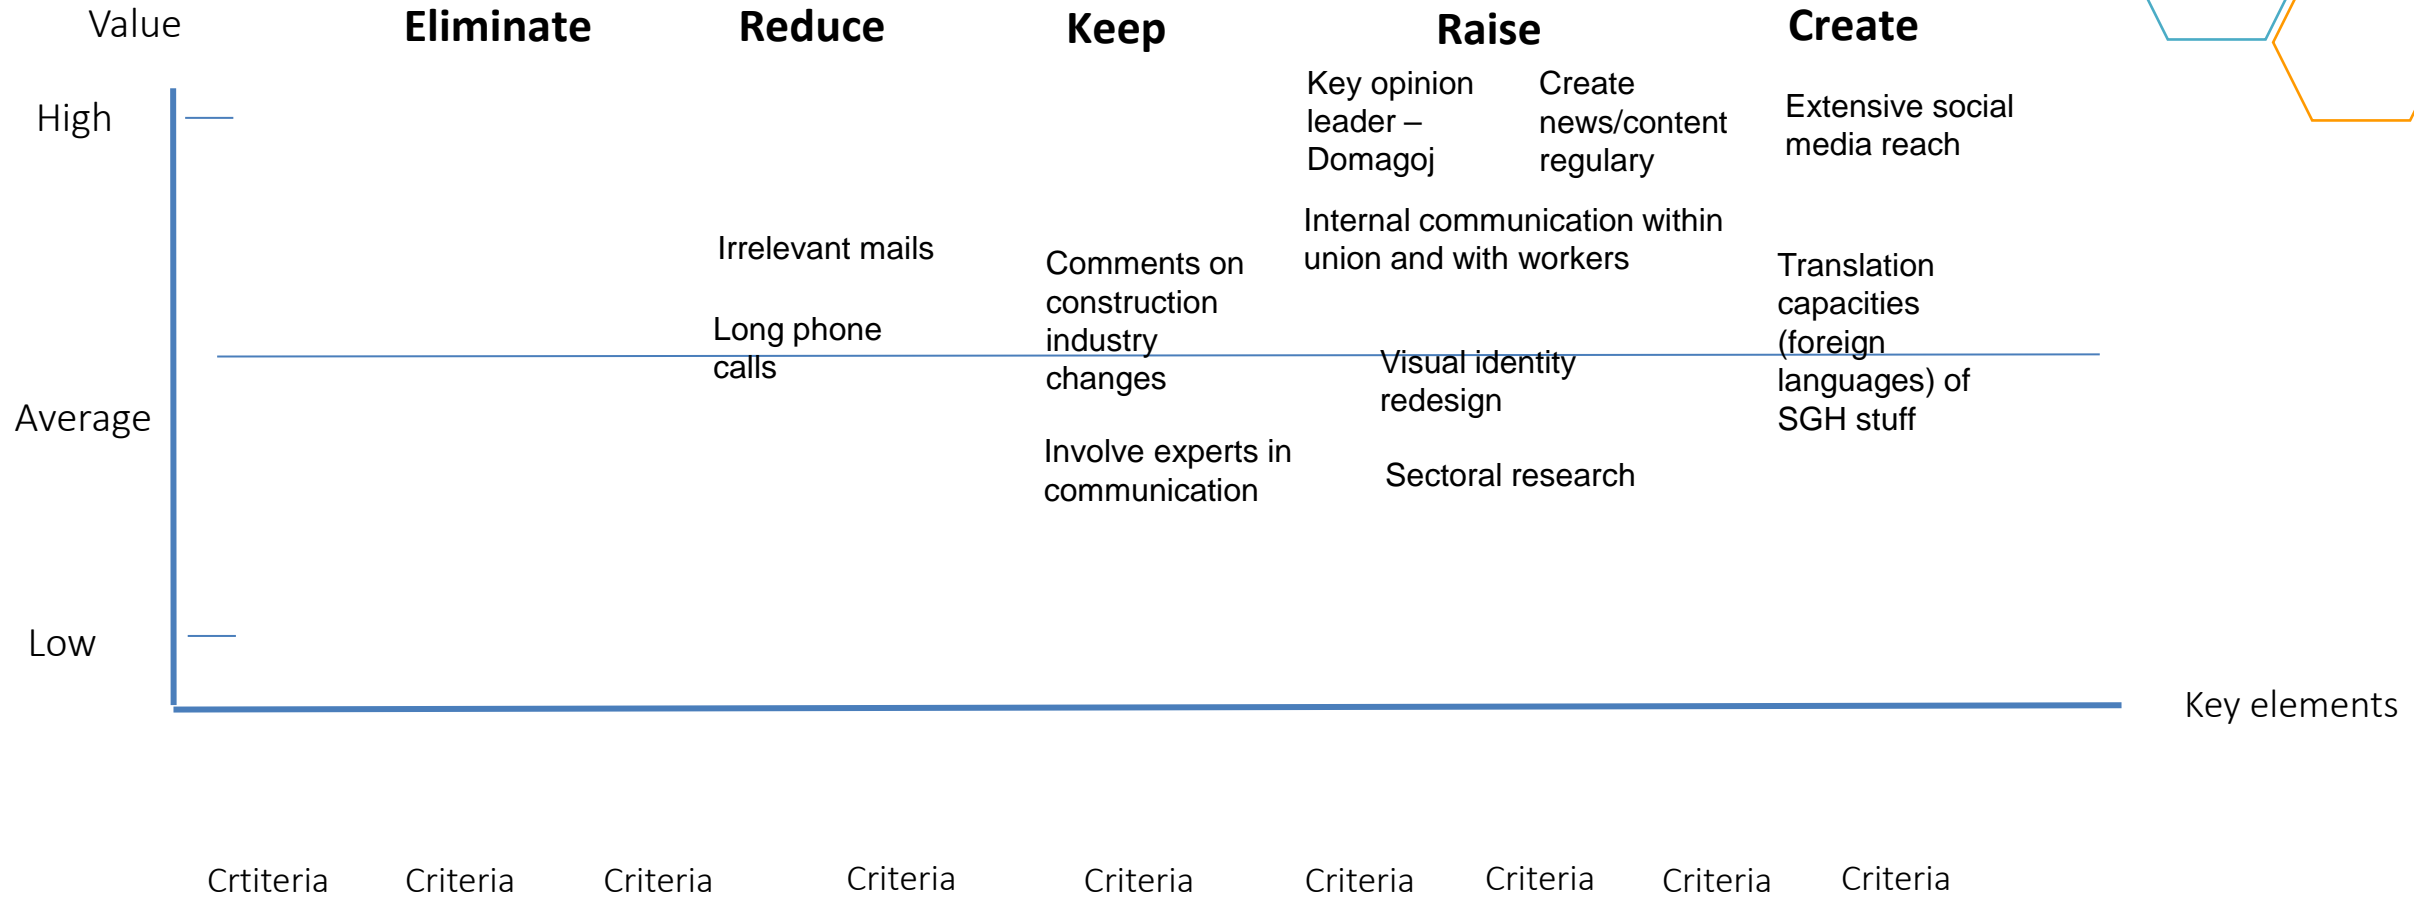 Value
Eliminate
Reduce
Keep
Raise
Create
High
Key opinion
leader –
Domagoj
Create
news/content
regulary
Extensive social
media reach
Irrelevant mails
Long phone
calls
Comments on
construction
industry
changes
Internal communication within
union and with workers
Translation
capacities
(foreign
languages) of
SGH stuff
Visual identity
redesign
Average
Involve experts in
communication
Sectoral research
Low
Key elements
Crtiteria
Criteria
Criteria
Criteria
Criteria
Criteria
Criteria
Criteria
Criteria